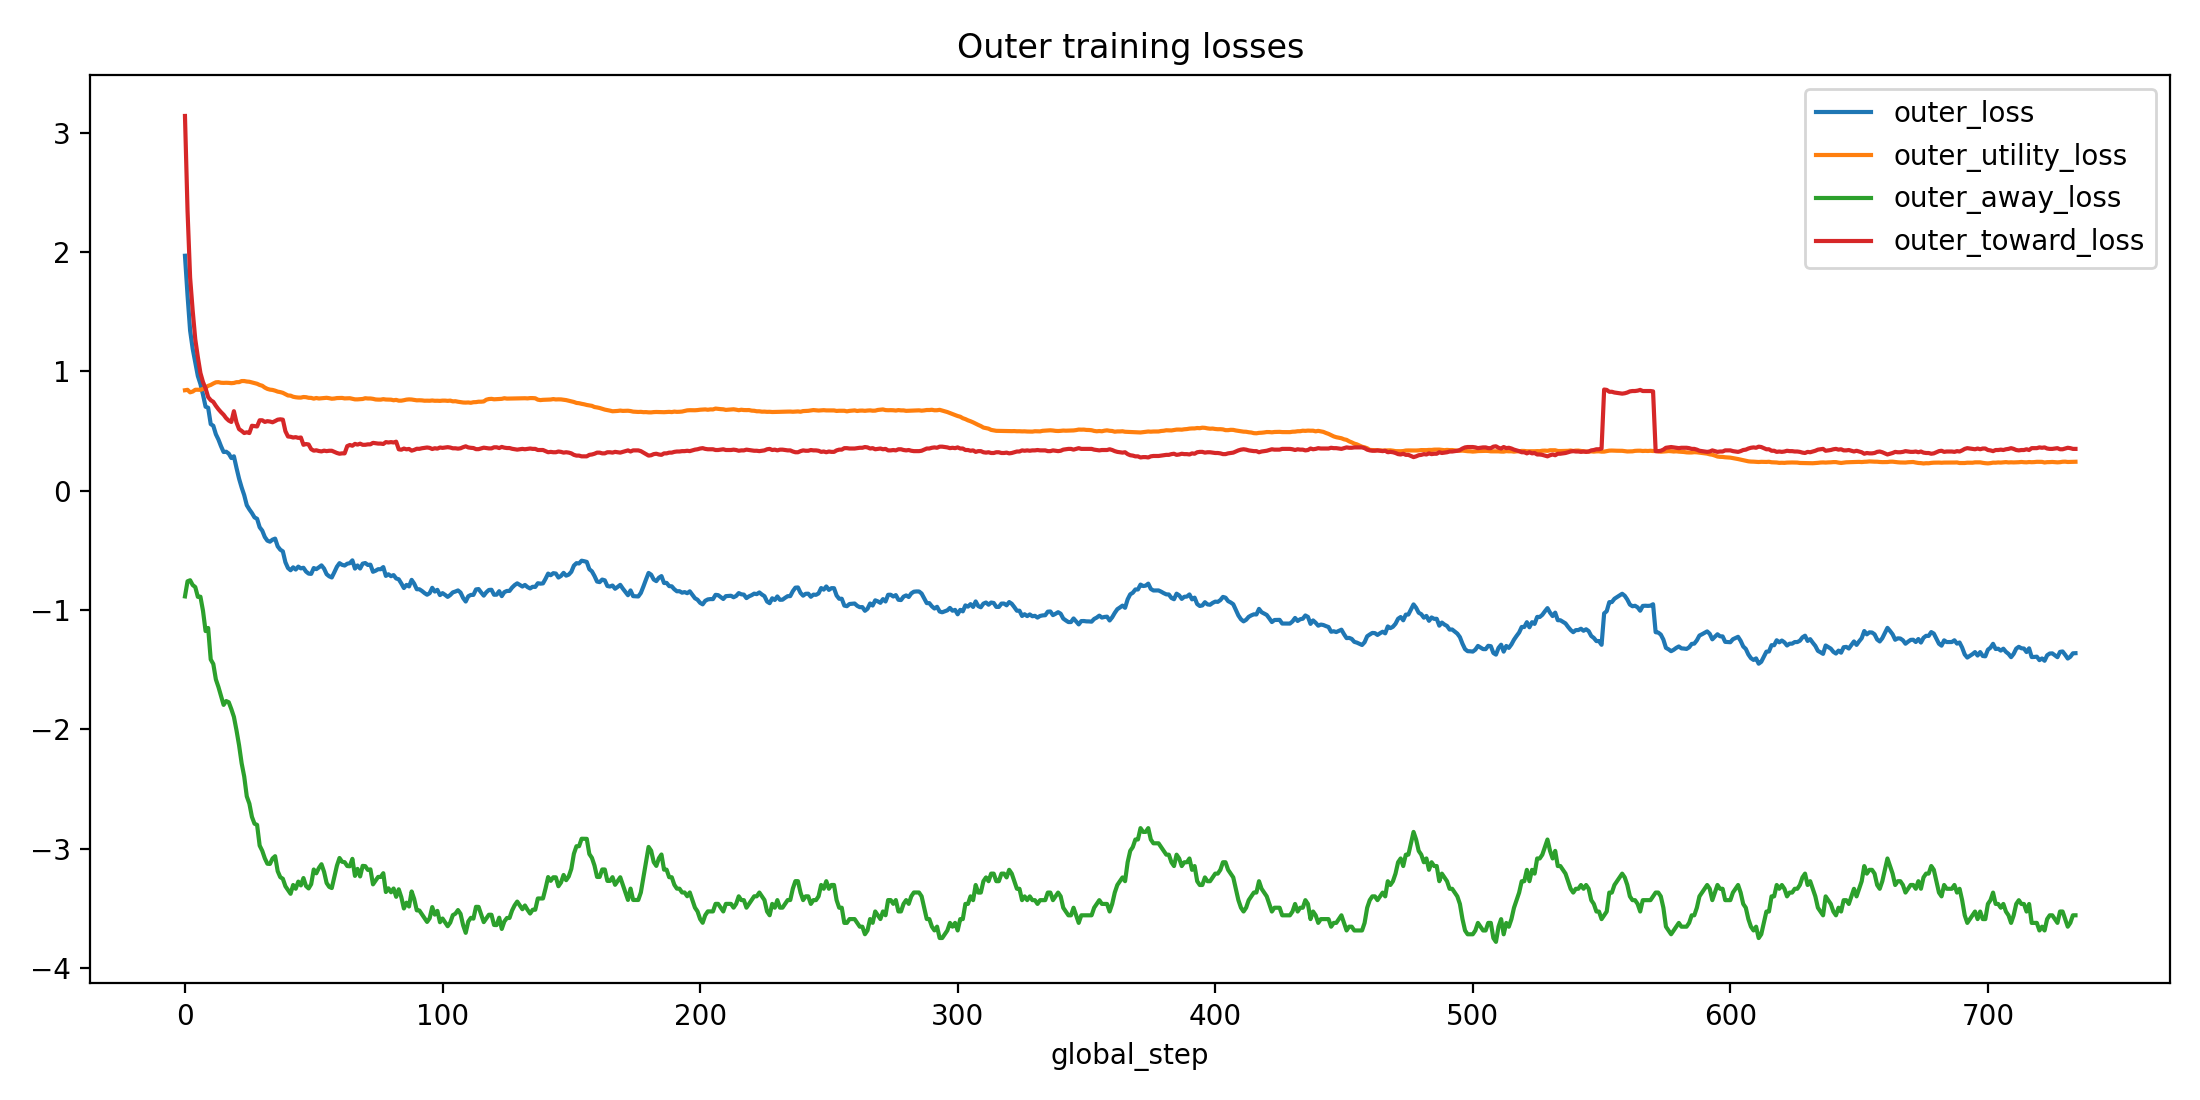 Outer training losses
outer_loss
outer_utility_loss
outer_away_loss
outer_toward_loss
3
2
1
0
−1
−2
−3
−4
0 100 200 300 400 500 600 700
global_step